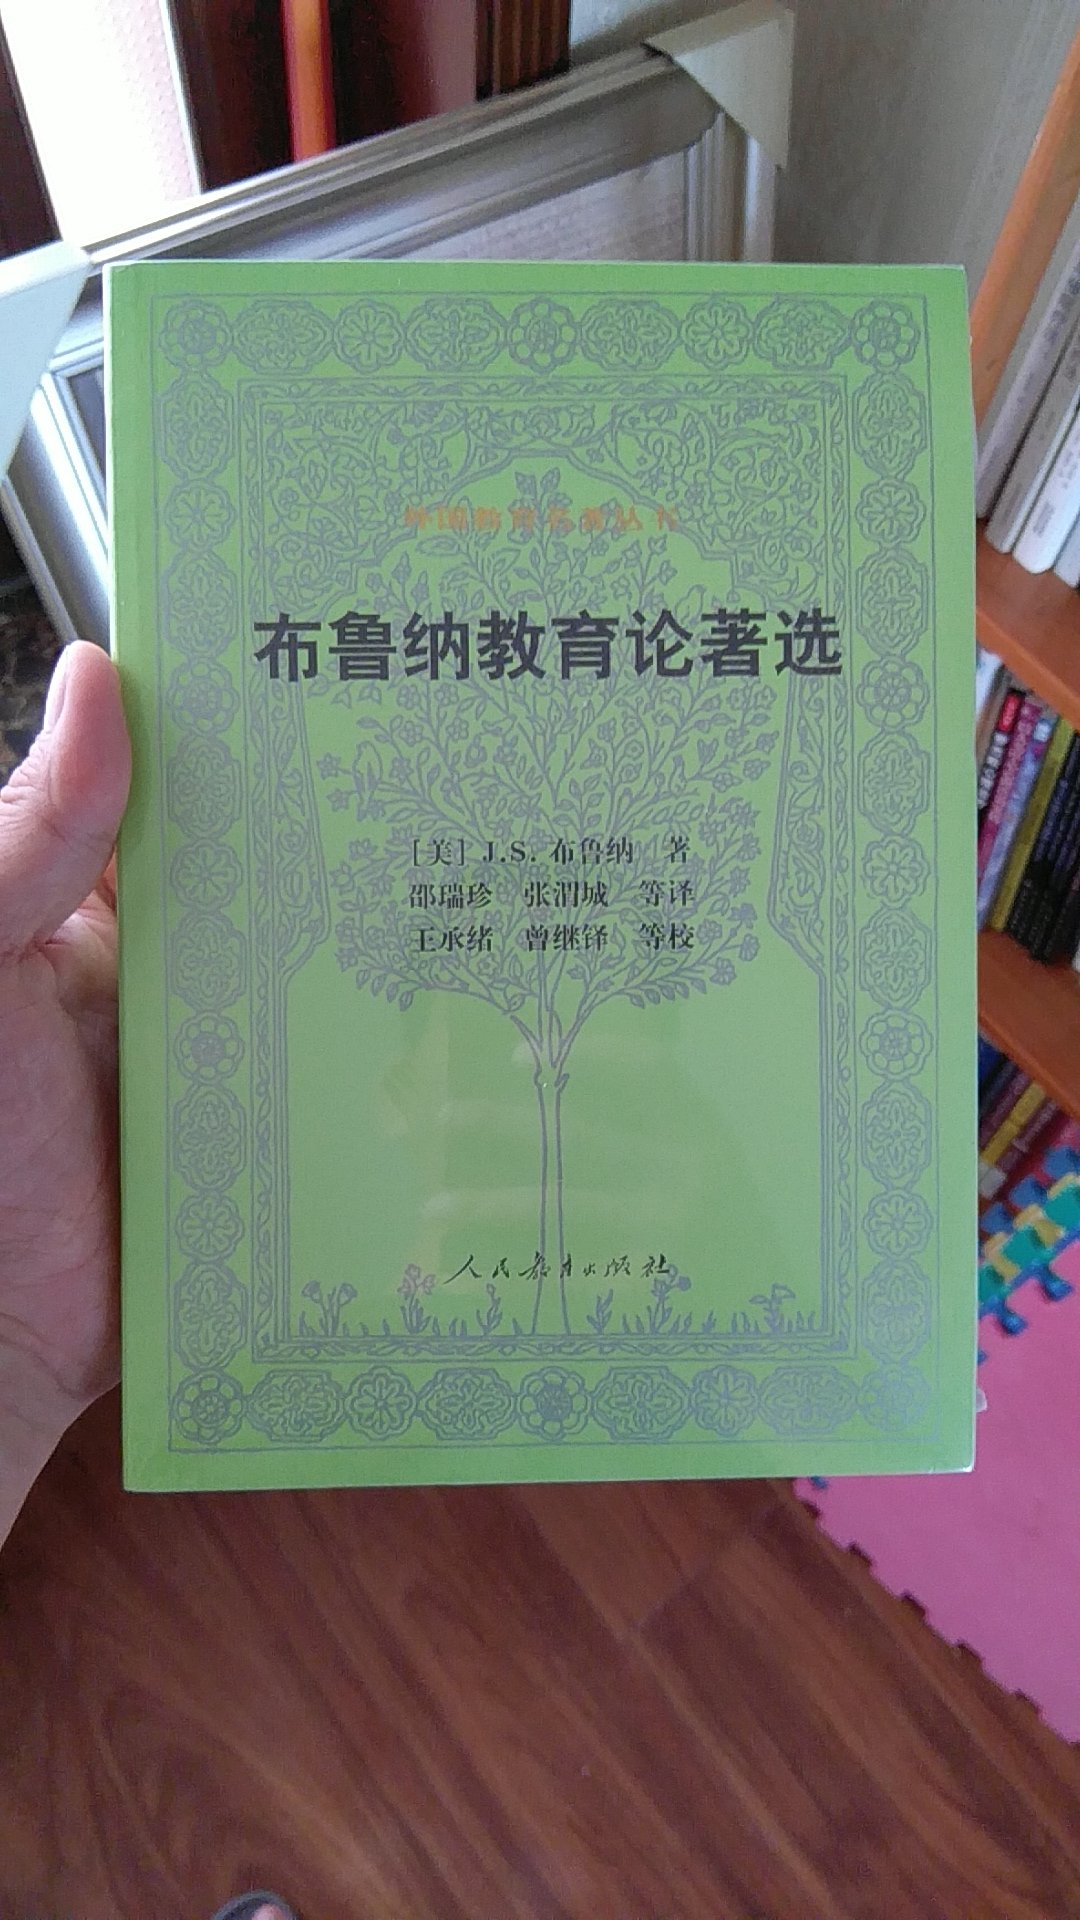 外国教育名著丛书
布鲁纳教育论著选
[美] J.S. 布鲁纳 著
邵瑞珍 张渭城 等译
王承绪 曾继铎 等校
人民教育出版社